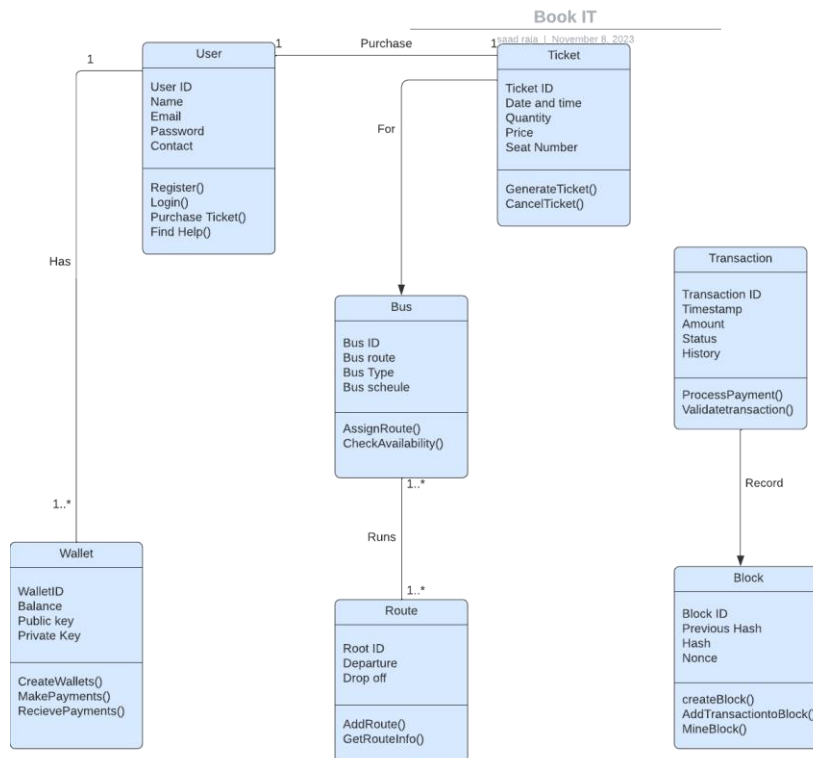 Book IT
saad raja | November 8, 2023
User
User ID
Name
Email
Password
Contact
Register()
Login()
Purchase Ticket()
Find Help()
1
Purchase
1
Ticket
Ticket ID
Date and time
Quantity
Price
Seat Number
GenerateTicket()
CancelTicket()
1
Has
1..*
For
Bus
Bus ID
Bus route
Bus Type
Bus scheule
AssignRoute()
CheckAvailability()
1..*
Runs
1..*
Transaction
Transaction ID
Timestamp
Amount
Status
History
ProcessPayment()
Validatetransaction()
Record
Wallet
WalletID
Balance
Public key
Private Key
CreateWallets()
MakePayments()
RecievePayments()
Route
Root ID
Departure
Drop off
AddRoute()
GetRouteInfo()
Block
Block ID
Previous Hash
Hash
Nonce
createBlock()
AddTransactiontoBlock()
MineBlock()